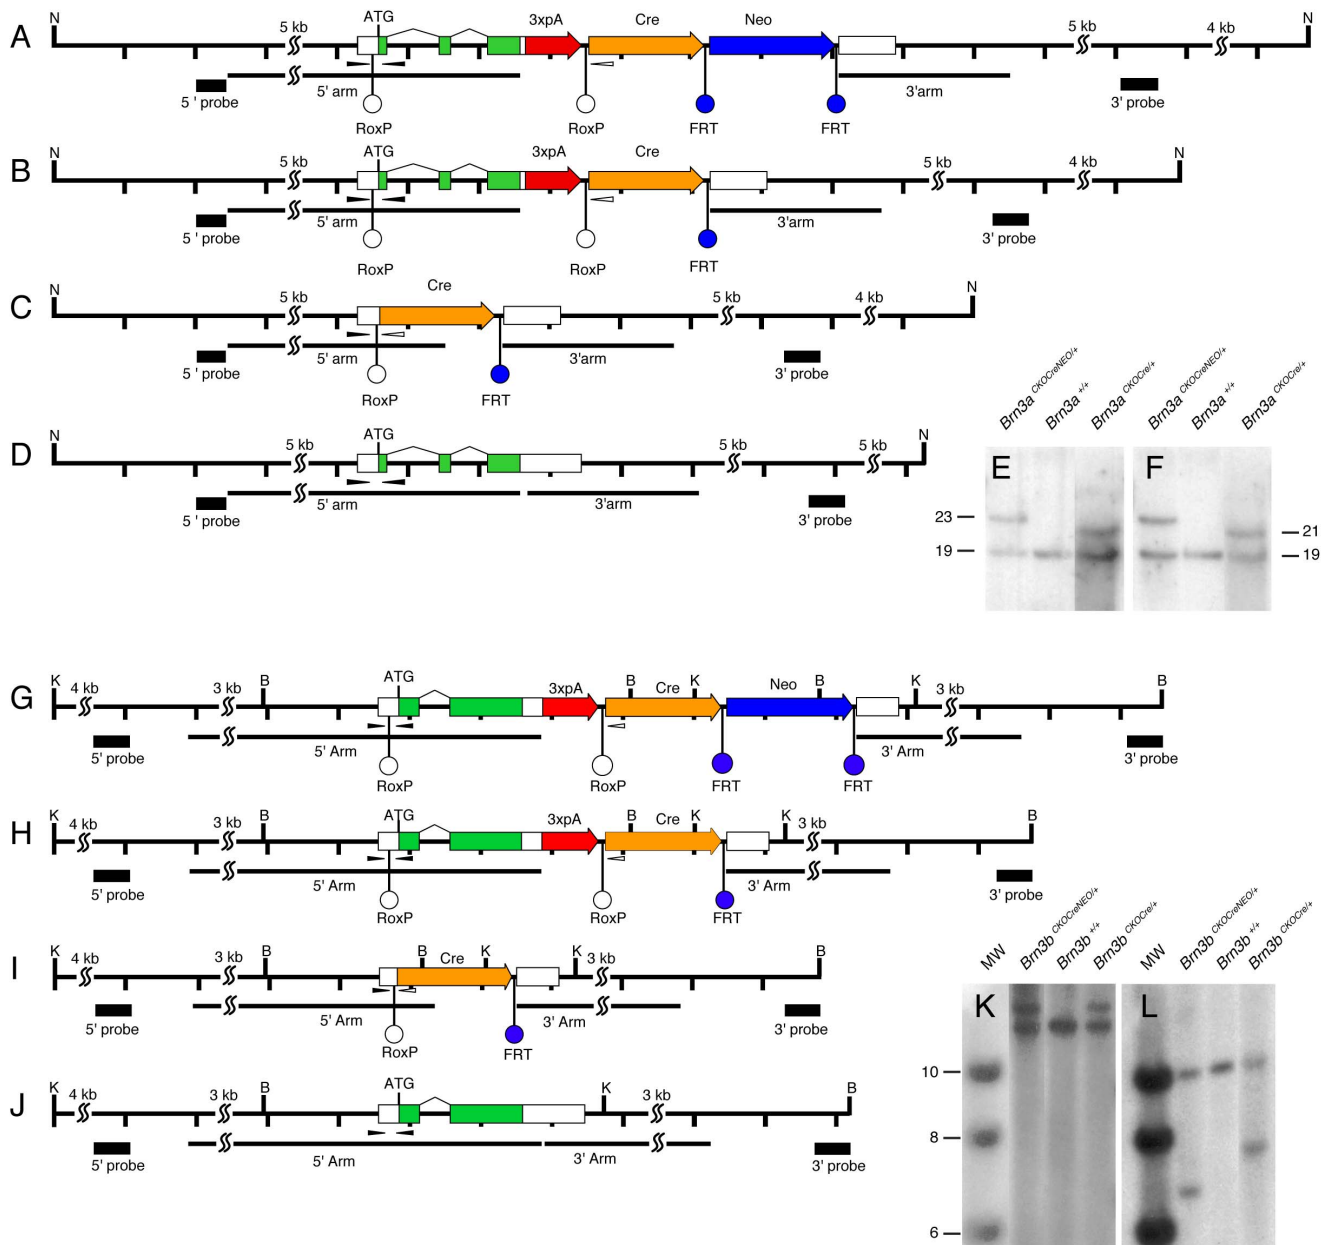 A
N
5 kb
ATG
3xpA
Cre
Neo
5 kb
4 kb
N
5 ' probe
5' arm
3'arm
3' probe
RoxP
RoxP
FRT
FRT
B
N
5 kb
ATG
3xpA
Cre
5 kb
4 kb
N
5 ' probe
5' arm
3'arm
3' probe
RoxP
RoxP
FRT
C
N
5 kb
Cre
5 kb
4 kb
N
5 ' probe
5' arm
3'arm
3' probe
RoxP
FRT
D
N
5 kb
ATG
5 kb
5 kb
N
5 ' probe
5' arm
3'arm
3' probe
Brn3a CKOCreNEO/+
Brn3a +/+
Brn3a CKOCre/+
Brn3a CKOCreNEO/+
Brn3a +/+
Brn3a CKOCre/+
E
F
23
19
21
19
G
K
4 kb
3 kb
B
ATG
3xpA
B
Cre
K
Neo
B
K
3 kb
B
5' probe
5' Arm
3' Arm
3' probe
RoxP
RoxP
FRT
FRT
H
K
4 kb
3 kb
B
ATG
3xpA
B
Cre
K
K
3 kb
B
5' probe
5' Arm
3' Arm
3' probe
RoxP
RoxP
FRT
I
K
4 kb
3 kb
B
B
Cre
K
K
3 kb
B
5' probe
5' Arm
3' Arm
3' probe
RoxP
FRT
J
K
4 kb
3 kb
B
ATG
K
3 kb
B
5' probe
5' Arm
3' Arm
3' probe
MW
Brn3b CKOCreNEO/+
Brn3b +/+
Brn3b CKOCre/+
MW
Brn3b CKOCreNEO/+
Brn3b +/+
Brn3b CKOCre/+
K
L
10
8
6